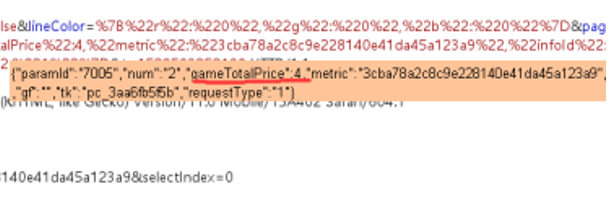 lse&lineColor=%7B%22r%22:%220%22,%22g%22:%220%22,%22b%22:%220%22%7D&pag
alPrice%22:4,%22metric%22:%223cba78a2c8c9e228140e41da45a123a9%22,%22infoId%22:
{"paramId":"7005","num":"2","gameTotalPrice":4,"metric":"3cba78a2c8c9e228140e41da45a123a9",
,"gf":"","tk":"pc_3aa6fb5f5b","requestType":"1"}
(KHTML, like Gecko) Version/11.0 Mobile/15A402 Safari/604.1
140e41da45a123a9&selectIndex=0